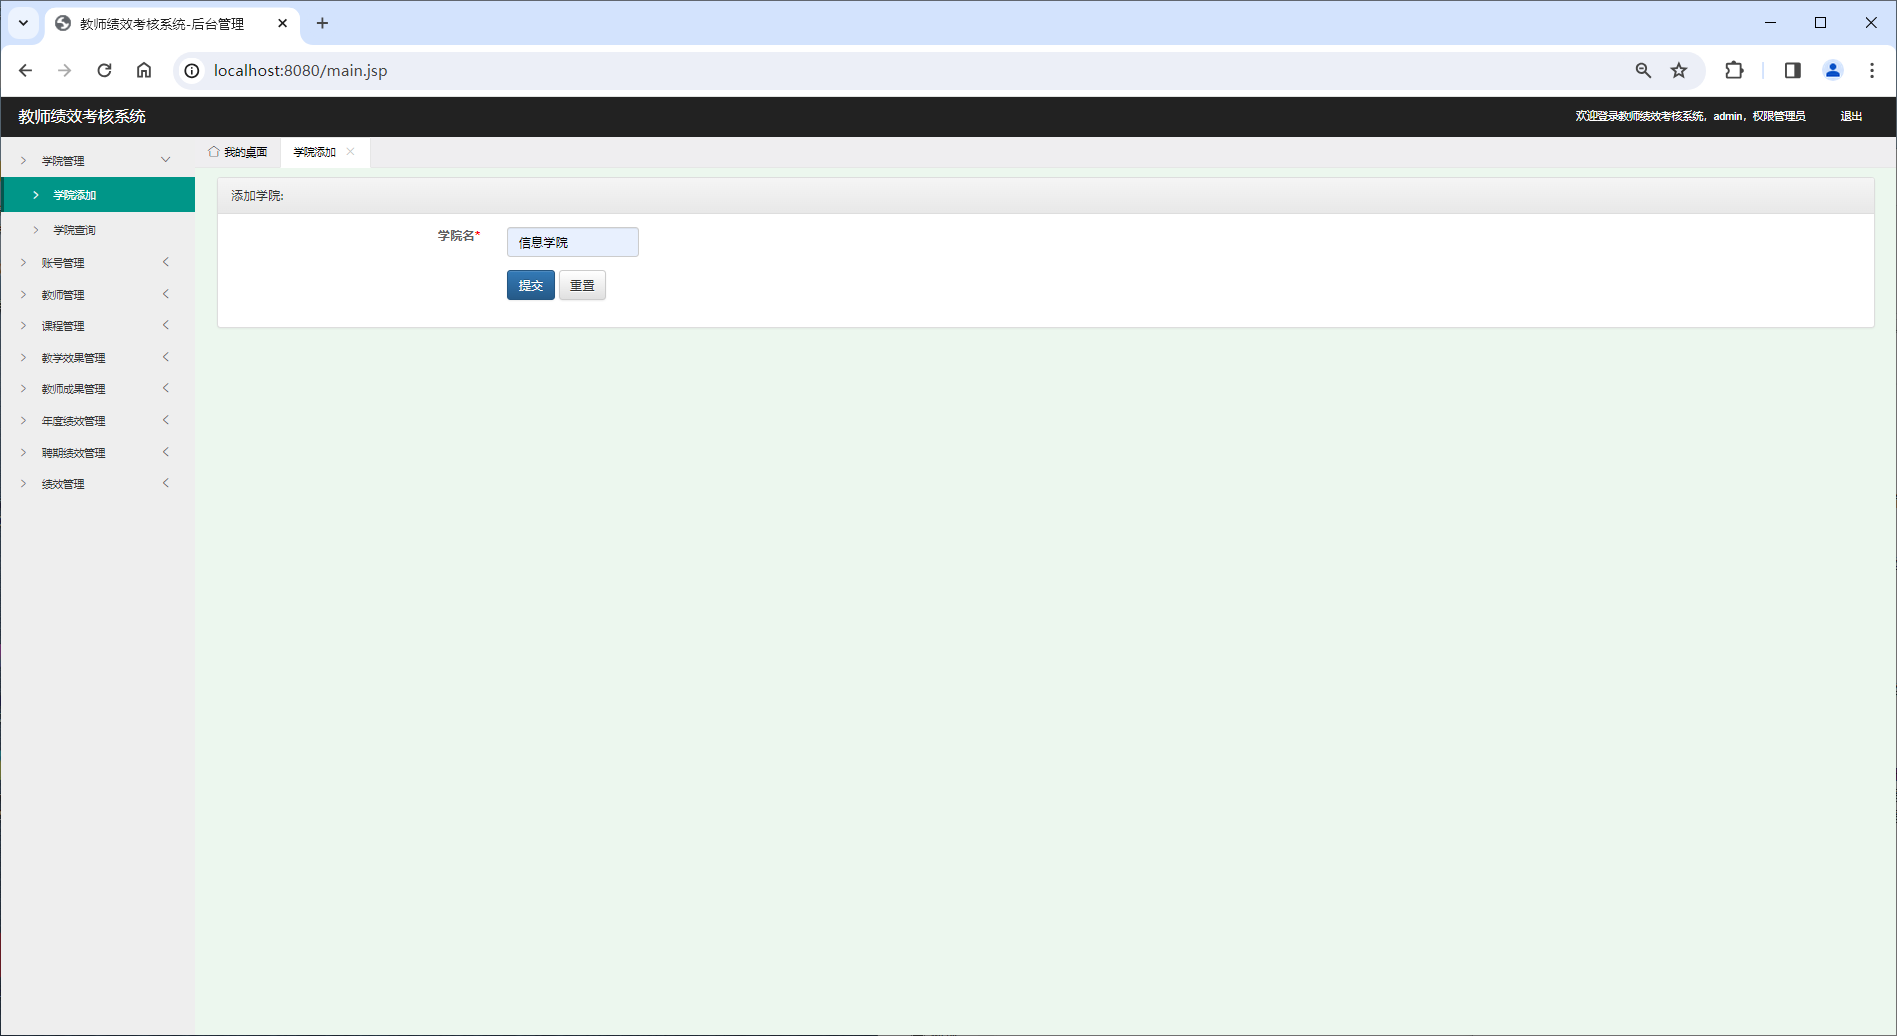 教师绩效考核系统-后台管理
localhost:8080/main.jsp
教师绩效考核系统
欢迎登录教师绩效考核系统，admin，权限管理员
退出
学院管理
学院添加
学院查询
账号管理
教师管理
课程管理
教学效果管理
教师成果管理
年度绩效管理
聘期绩效管理
绩效管理
我的桌面
学院添加
添加学院:
学院名*
信息学院
提交
重置